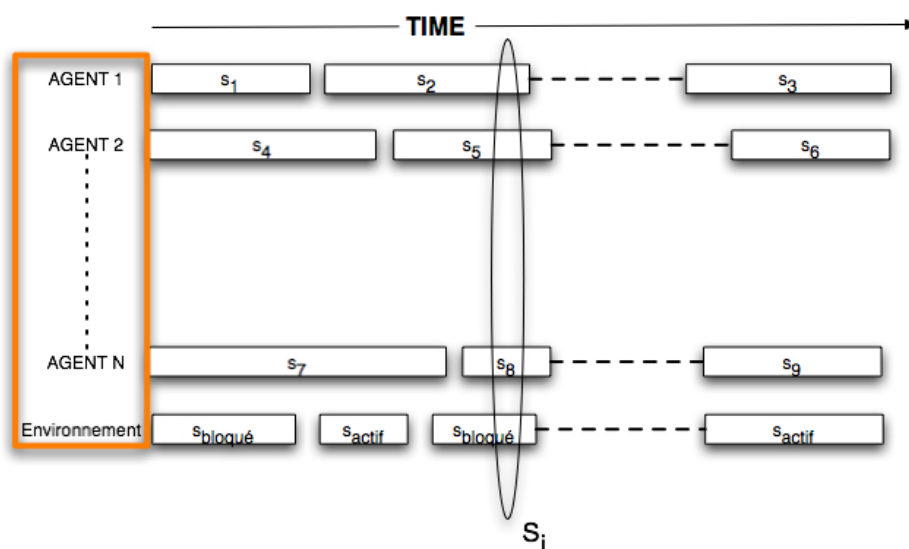 TIME
AGENT 1 s1 s2 s3
AGENT 2 s4 s5 s6
AGENT N s7 s8 s9
Environnement sbloqué sactif sbloqué sactif
Si